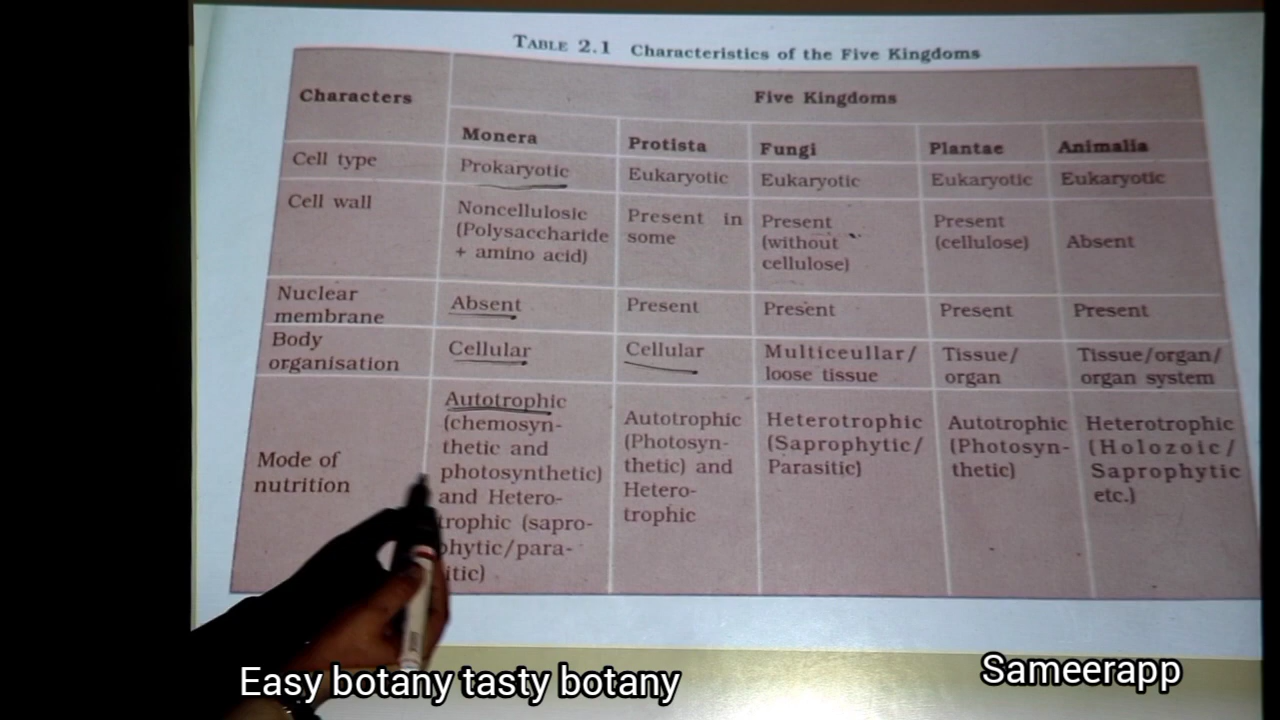 TABLE 2.1 Characteristics of the Five Kingdoms
Characters
Five Kingdoms
Monera
Protista
Fungi
Plantae
Animalia
Cell type
Prokaryotic
Eukaryotic
Eukaryotic
Eukaryotic
Eukaryotic
Cell wall
Noncellulosic
(Polysaccharide
+ amino acid)
Present in
some
Present
(without
cellulose)
Present
(cellulose)
Absent
Nuclear
membrane
Absent
Present
Present
Present
Present
Body
organisation
Cellular
Cellular
Multiceullar/
loose tissue
Tissue/
organ
Tissue/organ/
organ system
Mode of
nutrition
Autotrophic
(chemosyn-
thetic and
photosynthetic)
and Hetero-
trophic (sapro-
phytic/para-
itic)
Autotrophic
(Photosyn-
thetic) and
Hetero-
trophic
Heterotrophic
(Saprophytic/
Parasitic)
Autotrophic
(Photosyn-
thetic)
Heterotrophic
(Holozoic/
Saprophytic
etc.)
Easy botany tasty botany
Sameerapp